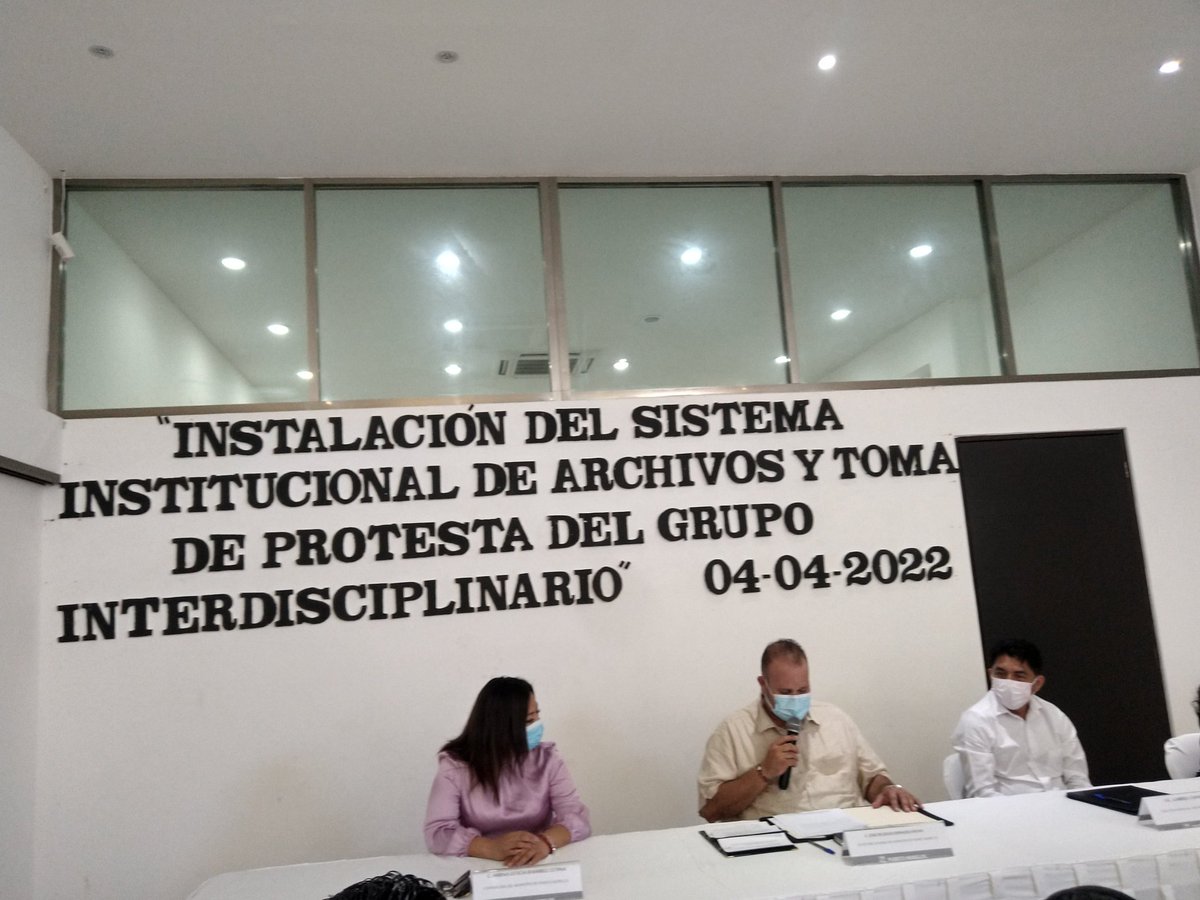 "INSTALACIÓN DEL SISTEMA
INSTITUCIONAL DE ARCHIVOS Y TOMA
DE PROTESTA DEL GRUPO
INTERDISCIPLINARIO" 04-04-2022